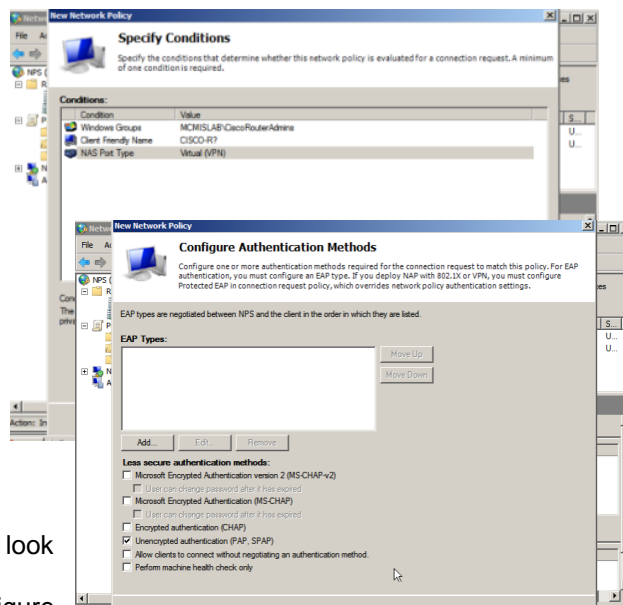 New Network Policy
Specify Conditions
Specify the conditions that determine whether this network policy is evaluated for a connection request. A minimum
of one condition is required.
File
NPS (
Conditions:
Condition Value
Windows Groups MCMISLAB\CiscoRouterAdmins
Client Friendly Name CISCO-R?
NAS Port Type Virtual (VPN)
S...
U...
U...
New Network Policy
Configure Authentication Methods
Configure one or more authentication methods required for the connection request to match this policy. For EAP
authentication, you must configure an EAP type. If you deploy NAP with 802.1X or VPN, you must configure
Protected EAP in connection request policy, which overrides network policy authentication settings.
File
NPS (
EAP types are negotiated between NPS and the client in the order in which they are listed.
EAP Types:
Move Up
Move Down
S...
U...
U...
Action: In
Add... Edit... Remove
Less secure authentication methods:
Microsoft Encrypted Authentication version 2 (MS-CHAP-v2)
User can change password after it has expired
Microsoft Encrypted Authentication (MS-CHAP)
User can change password after it has expired
Encrypted authentication (CHAP)
Unencrypted authentication (PAP, SPAP)
Allow clients to connect without negotiating an authentication method.
Perform machine health check only
look